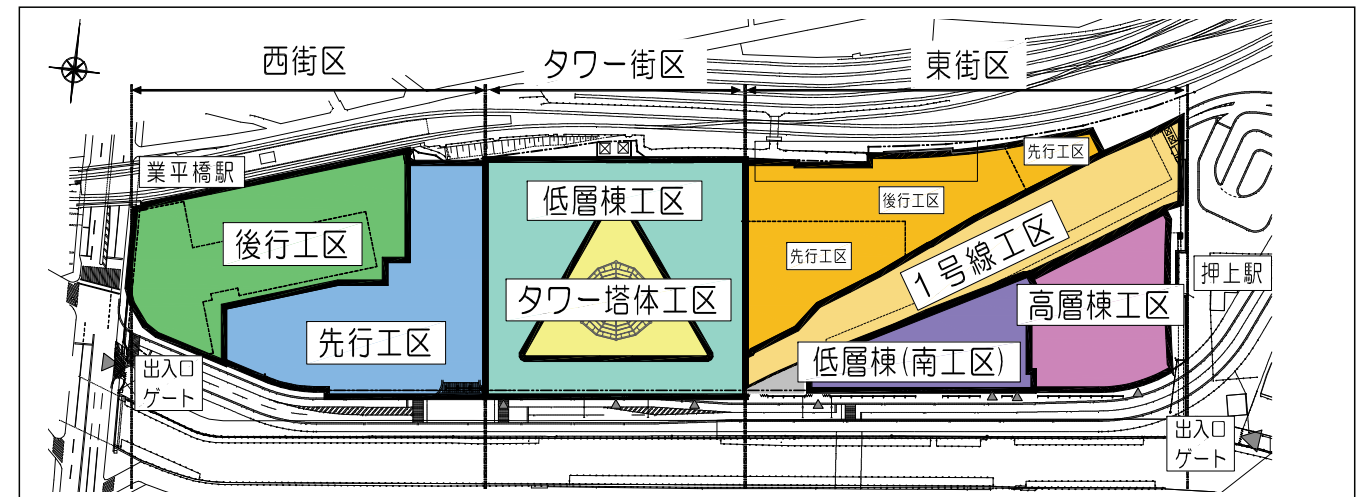 西街区
タワー街区
東街区
業平橋駅
後行工区
先行工区
出入口
ゲート
低層棟工区
タワー塔体工区
先行工区
後行工区
先行工区
1号線工区
低層棟(南工区)
高層棟工区
押上駅
出入口
ゲート